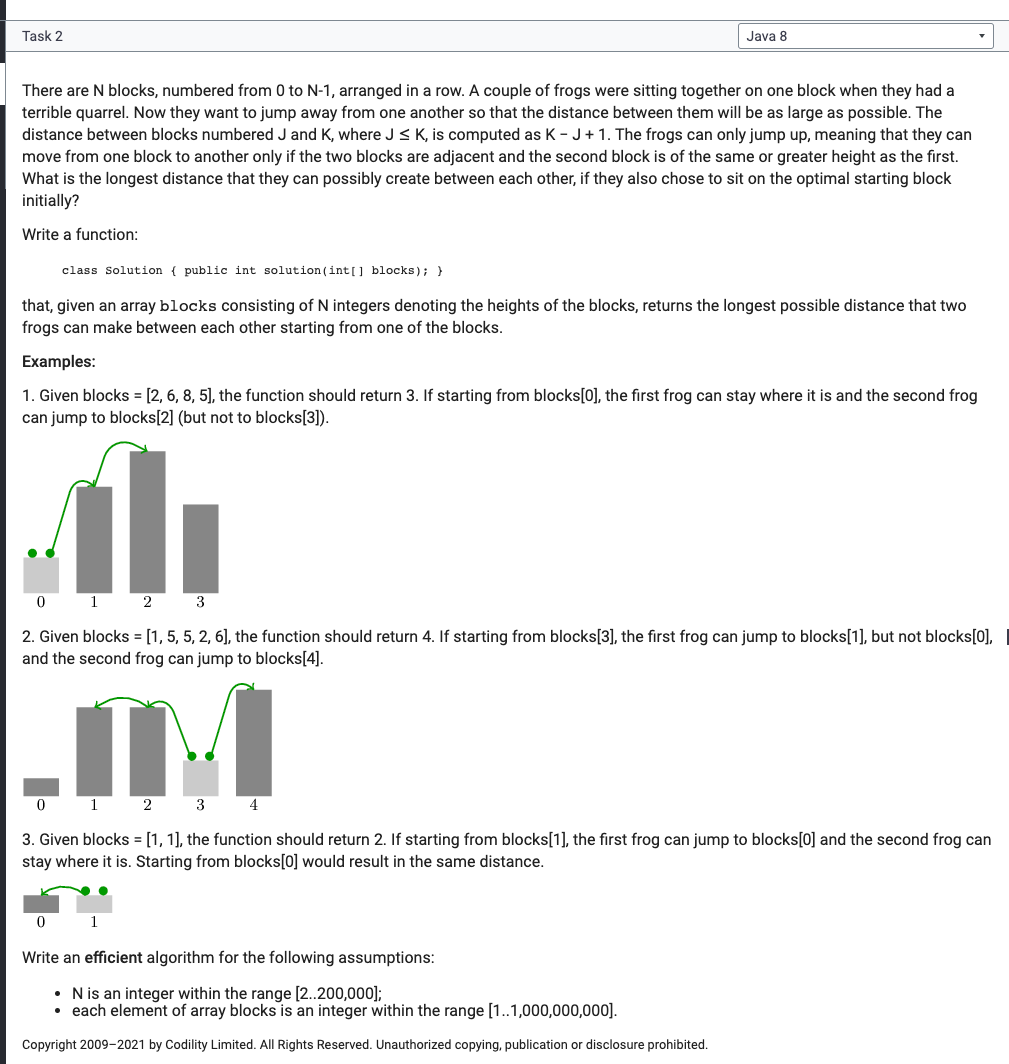 Task 2
Java 8
There are N blocks, numbered from 0 to N-1, arranged in a row. A couple of frogs were sitting together on one block when they had a
terrible quarrel. Now they want to jump away from one another so that the distance between them will be as large as possible. The
distance between blocks numbered J and K, where J ≤ K, is computed as K − J + 1. The frogs can only jump up, meaning that they can
move from one block to another only if the two blocks are adjacent and the second block is of the same or greater height as the first.
What is the longest distance that they can possibly create between each other, if they also chose to sit on the optimal starting block
initially?
Write a function:
class Solution { public int solution(int[] blocks); }
that, given an array blocks consisting of N integers denoting the heights of the blocks, returns the longest possible distance that two
frogs can make between each other starting from one of the blocks.
Examples:
1. Given blocks = [2, 6, 8, 5], the function should return 3. If starting from blocks[0], the first frog can stay where it is and the second frog
can jump to blocks[2] (but not to blocks[3]).
0 1 2 3
2. Given blocks = [1, 5, 5, 2, 6], the function should return 4. If starting from blocks[3], the first frog can jump to blocks[1], but not blocks[0],
and the second frog can jump to blocks[4].
0 1 2 3 4
3. Given blocks = [1, 1], the function should return 2. If starting from blocks[1], the first frog can jump to blocks[0] and the second frog can
stay where it is. Starting from blocks[0] would result in the same distance.
0 1
Write an efficient algorithm for the following assumptions:
• N is an integer within the range [2..200,000];
• each element of array blocks is an integer within the range [1..1,000,000,000].
Copyright 2009–2021 by Codility Limited. All Rights Reserved. Unauthorized copying, publication or disclosure prohibited.